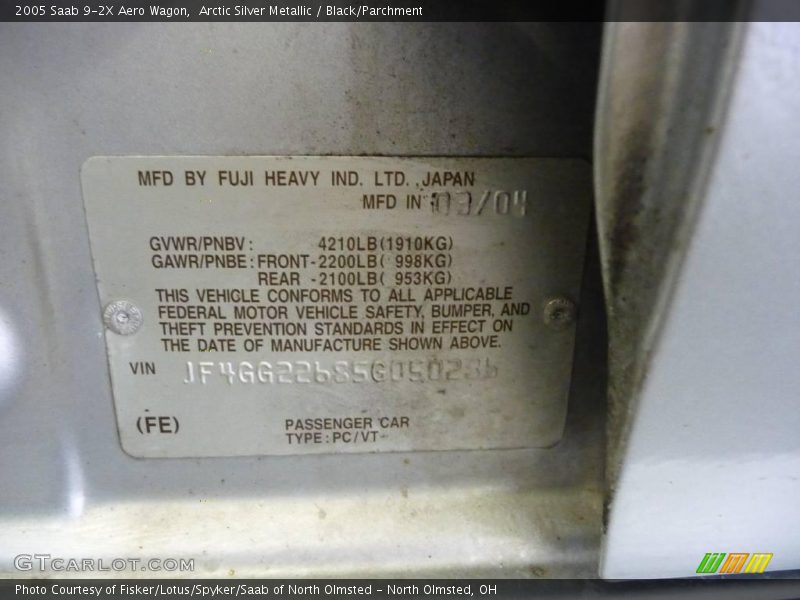 2005 Saab 9-2X Aero Wagon,  Arctic Silver Metallic / Black/Parchment
MFD BY FUJI HEAVY IND. LTD. ,JAPAN
MFD IN 03/04
GVWR/PNBV: 4210LB(1910KG)
GAWR/PNBE:FRONT-2200LB( 998KG)
REAR -2100LB( 953KG)
THIS VEHICLE CONFORMS TO ALL APPLICABLE
FEDERAL MOTOR VEHICLE SAFETY, BUMPER, AND
THEFT PREVENTION STANDARDS IN EFFECT ON
THE DATE OF MANUFACTURE SHOWN ABOVE.
VIN
(FE)
PASSENGER CAR
TYPE:PC/VT
GTCARLOT.COM
Photo Courtesy of Fisker/Lotus/Spyker/Saab of North Olmsted - North Olmsted, OH